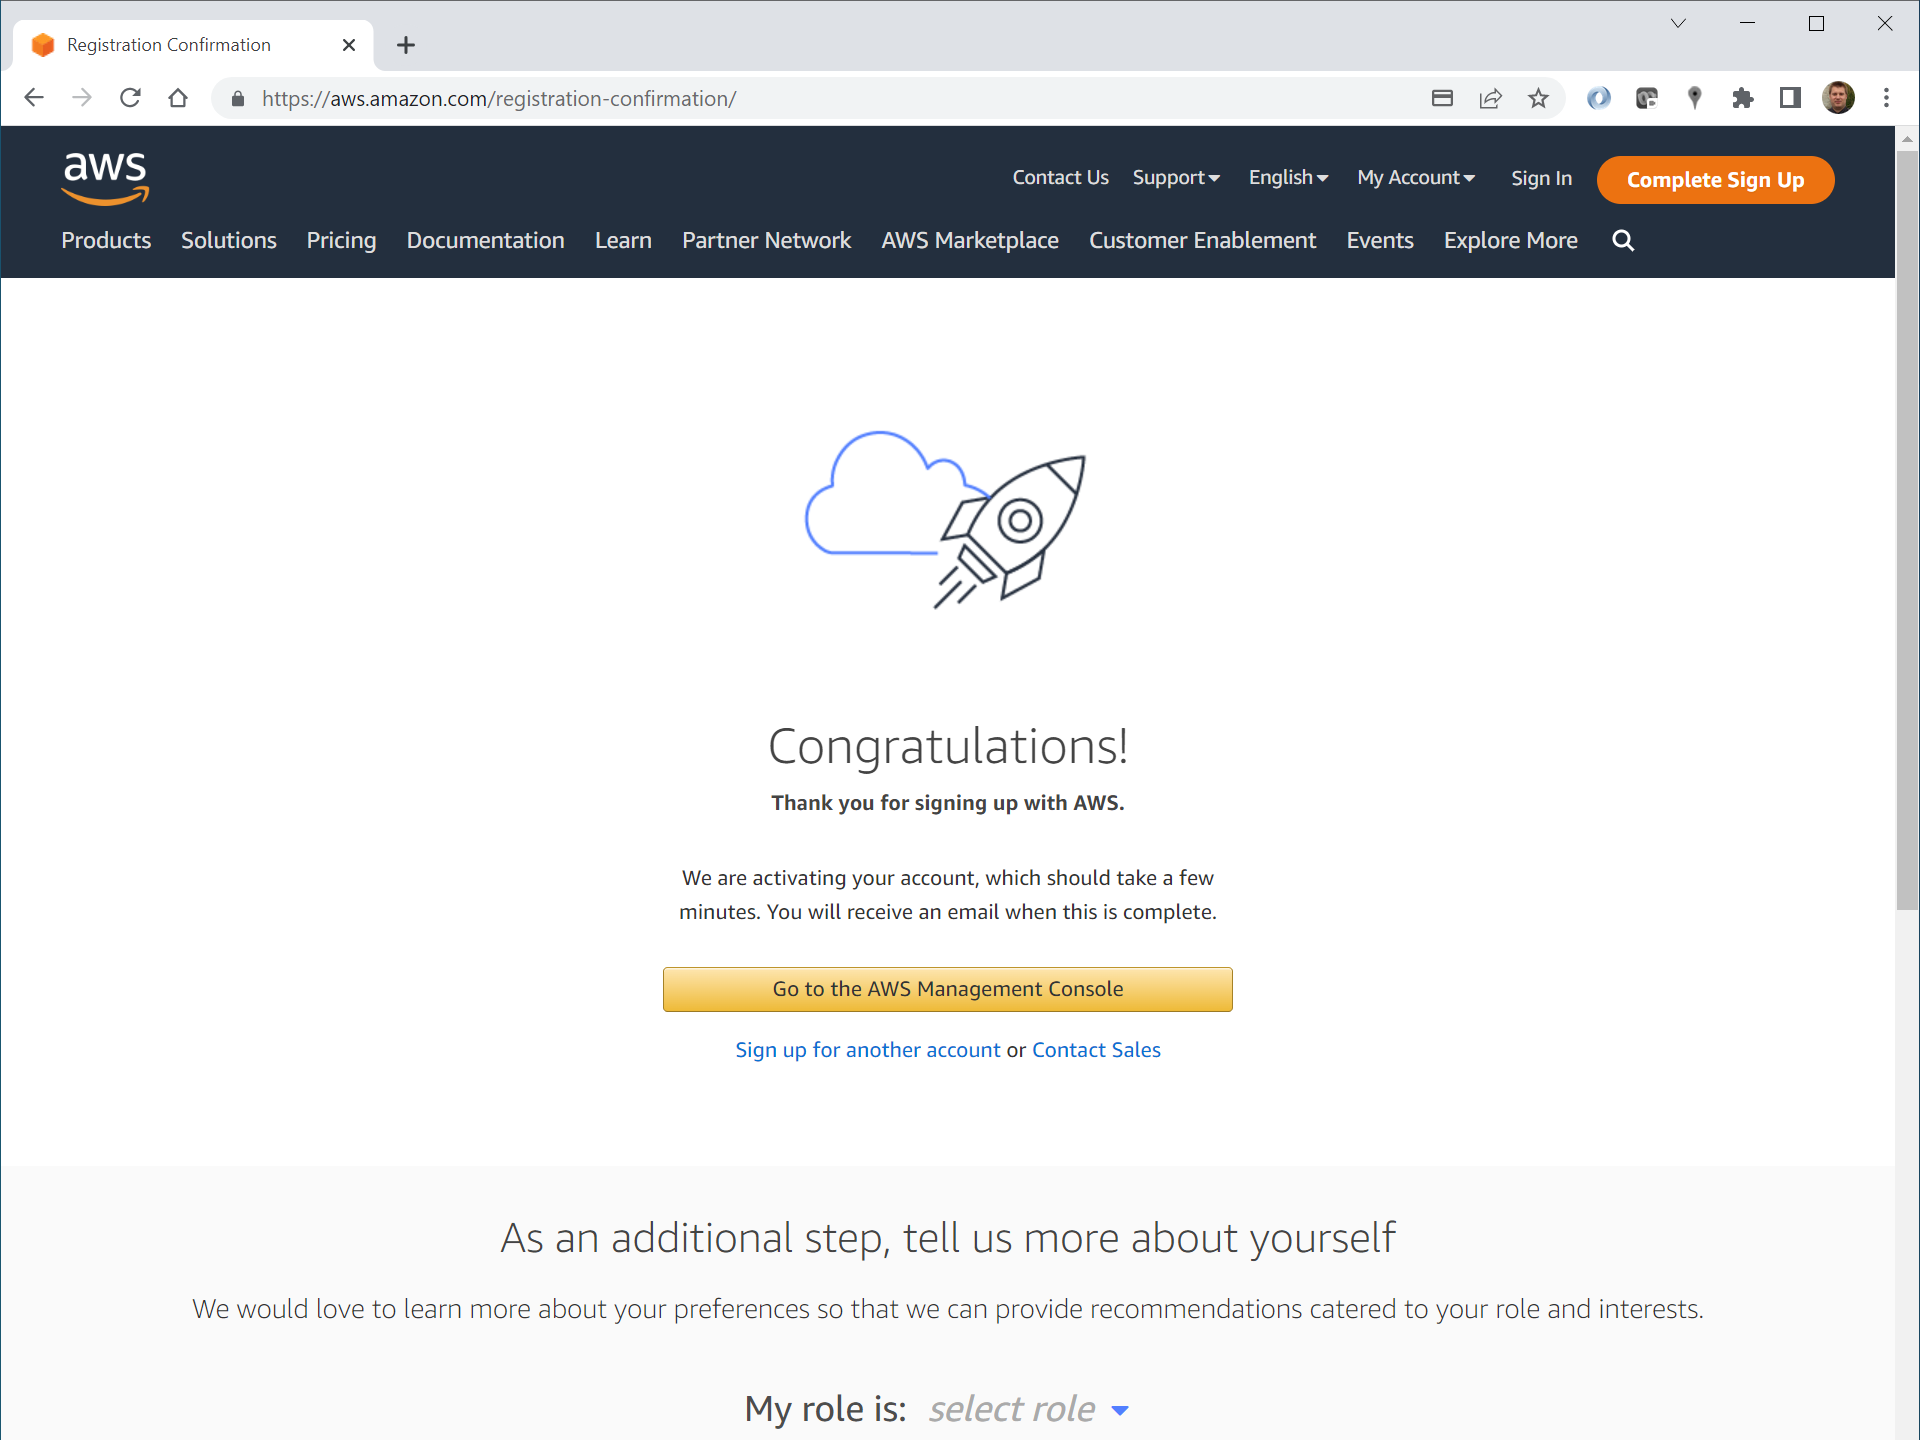 Registration Confirmation
https://aws.amazon.com/registration-confirmation/
aws
Contact Us Support English My Account Sign In Complete Sign Up
Products Solutions Pricing Documentation Learn Partner Network AWS Marketplace Customer Enablement Events Explore More
Congratulations!
Thank you for signing up with AWS.
We are activating your account, which should take a few
minutes. You will receive an email when this is complete.
Go to the AWS Management Console
Sign up for another account or Contact Sales
As an additional step, tell us more about yourself
We would love to learn more about your preferences so that we can provide recommendations catered to your role and interests.
My role is: select role